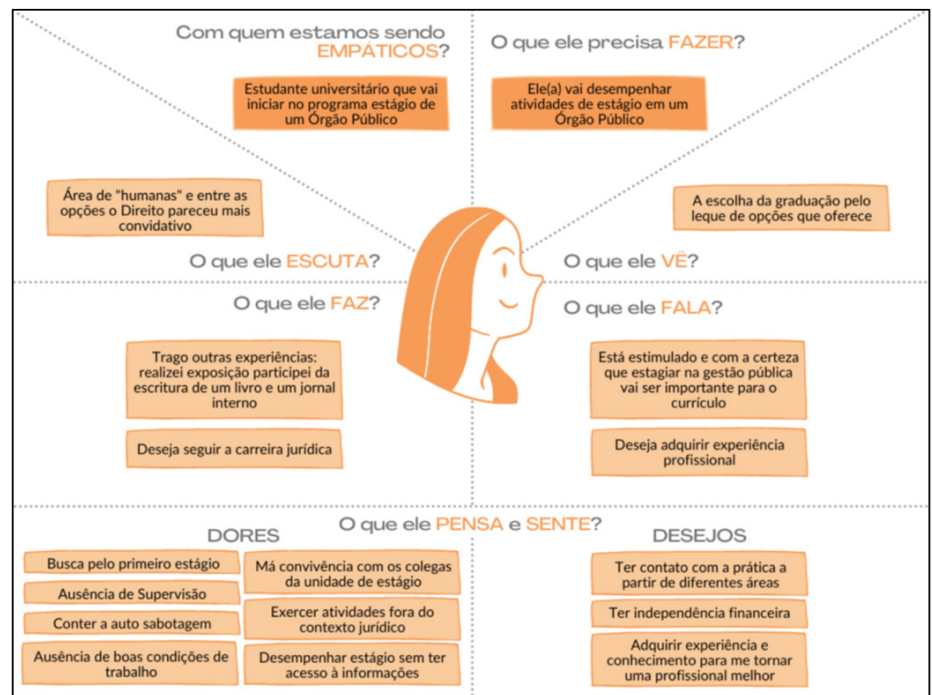 Com quem estamos sendo
EMPÁTICOS?
Estudante universitário que vai
iniciar no programa estágio de
um Órgão Público
O que ele precisa FAZER?
Ele(a) vai desempenhar
atividades de estágio em um
Órgão Público
Área de "humanas" e entre as
opções o Direito pareceu mais
convidativo
O que ele ESCUTA?
A escolha da graduação pelo
leque de opções que oferece
O que ele VÊ?
O que ele FAZ?
Trago outras experiências:
realizei exposição participei da
escritura de um livro e um jornal
interno
Deseja seguir a carreira jurídica
O que ele FALA?
Está estimulado e com a certeza
que estagiar na gestão pública
vai ser importante para o
currículo
Deseja adquirir experiência
profissional
O que ele PENSA e SENTE?
DORES
Busca pelo primeiro estágio
Ausência de Supervisão
Conter a auto sabotagem
Ausência de boas condições de
trabalho
Má convivência com os colegas
da unidade de estágio
Exercer atividades fora do
contexto jurídico
Desempenhar estágio sem ter
acesso à informações
DESEJOS
Ter contato com a prática a
partir de diferentes áreas
Ter independência financeira
Adquirir experiência e
conhecimento para me tornar
uma profissional melhor